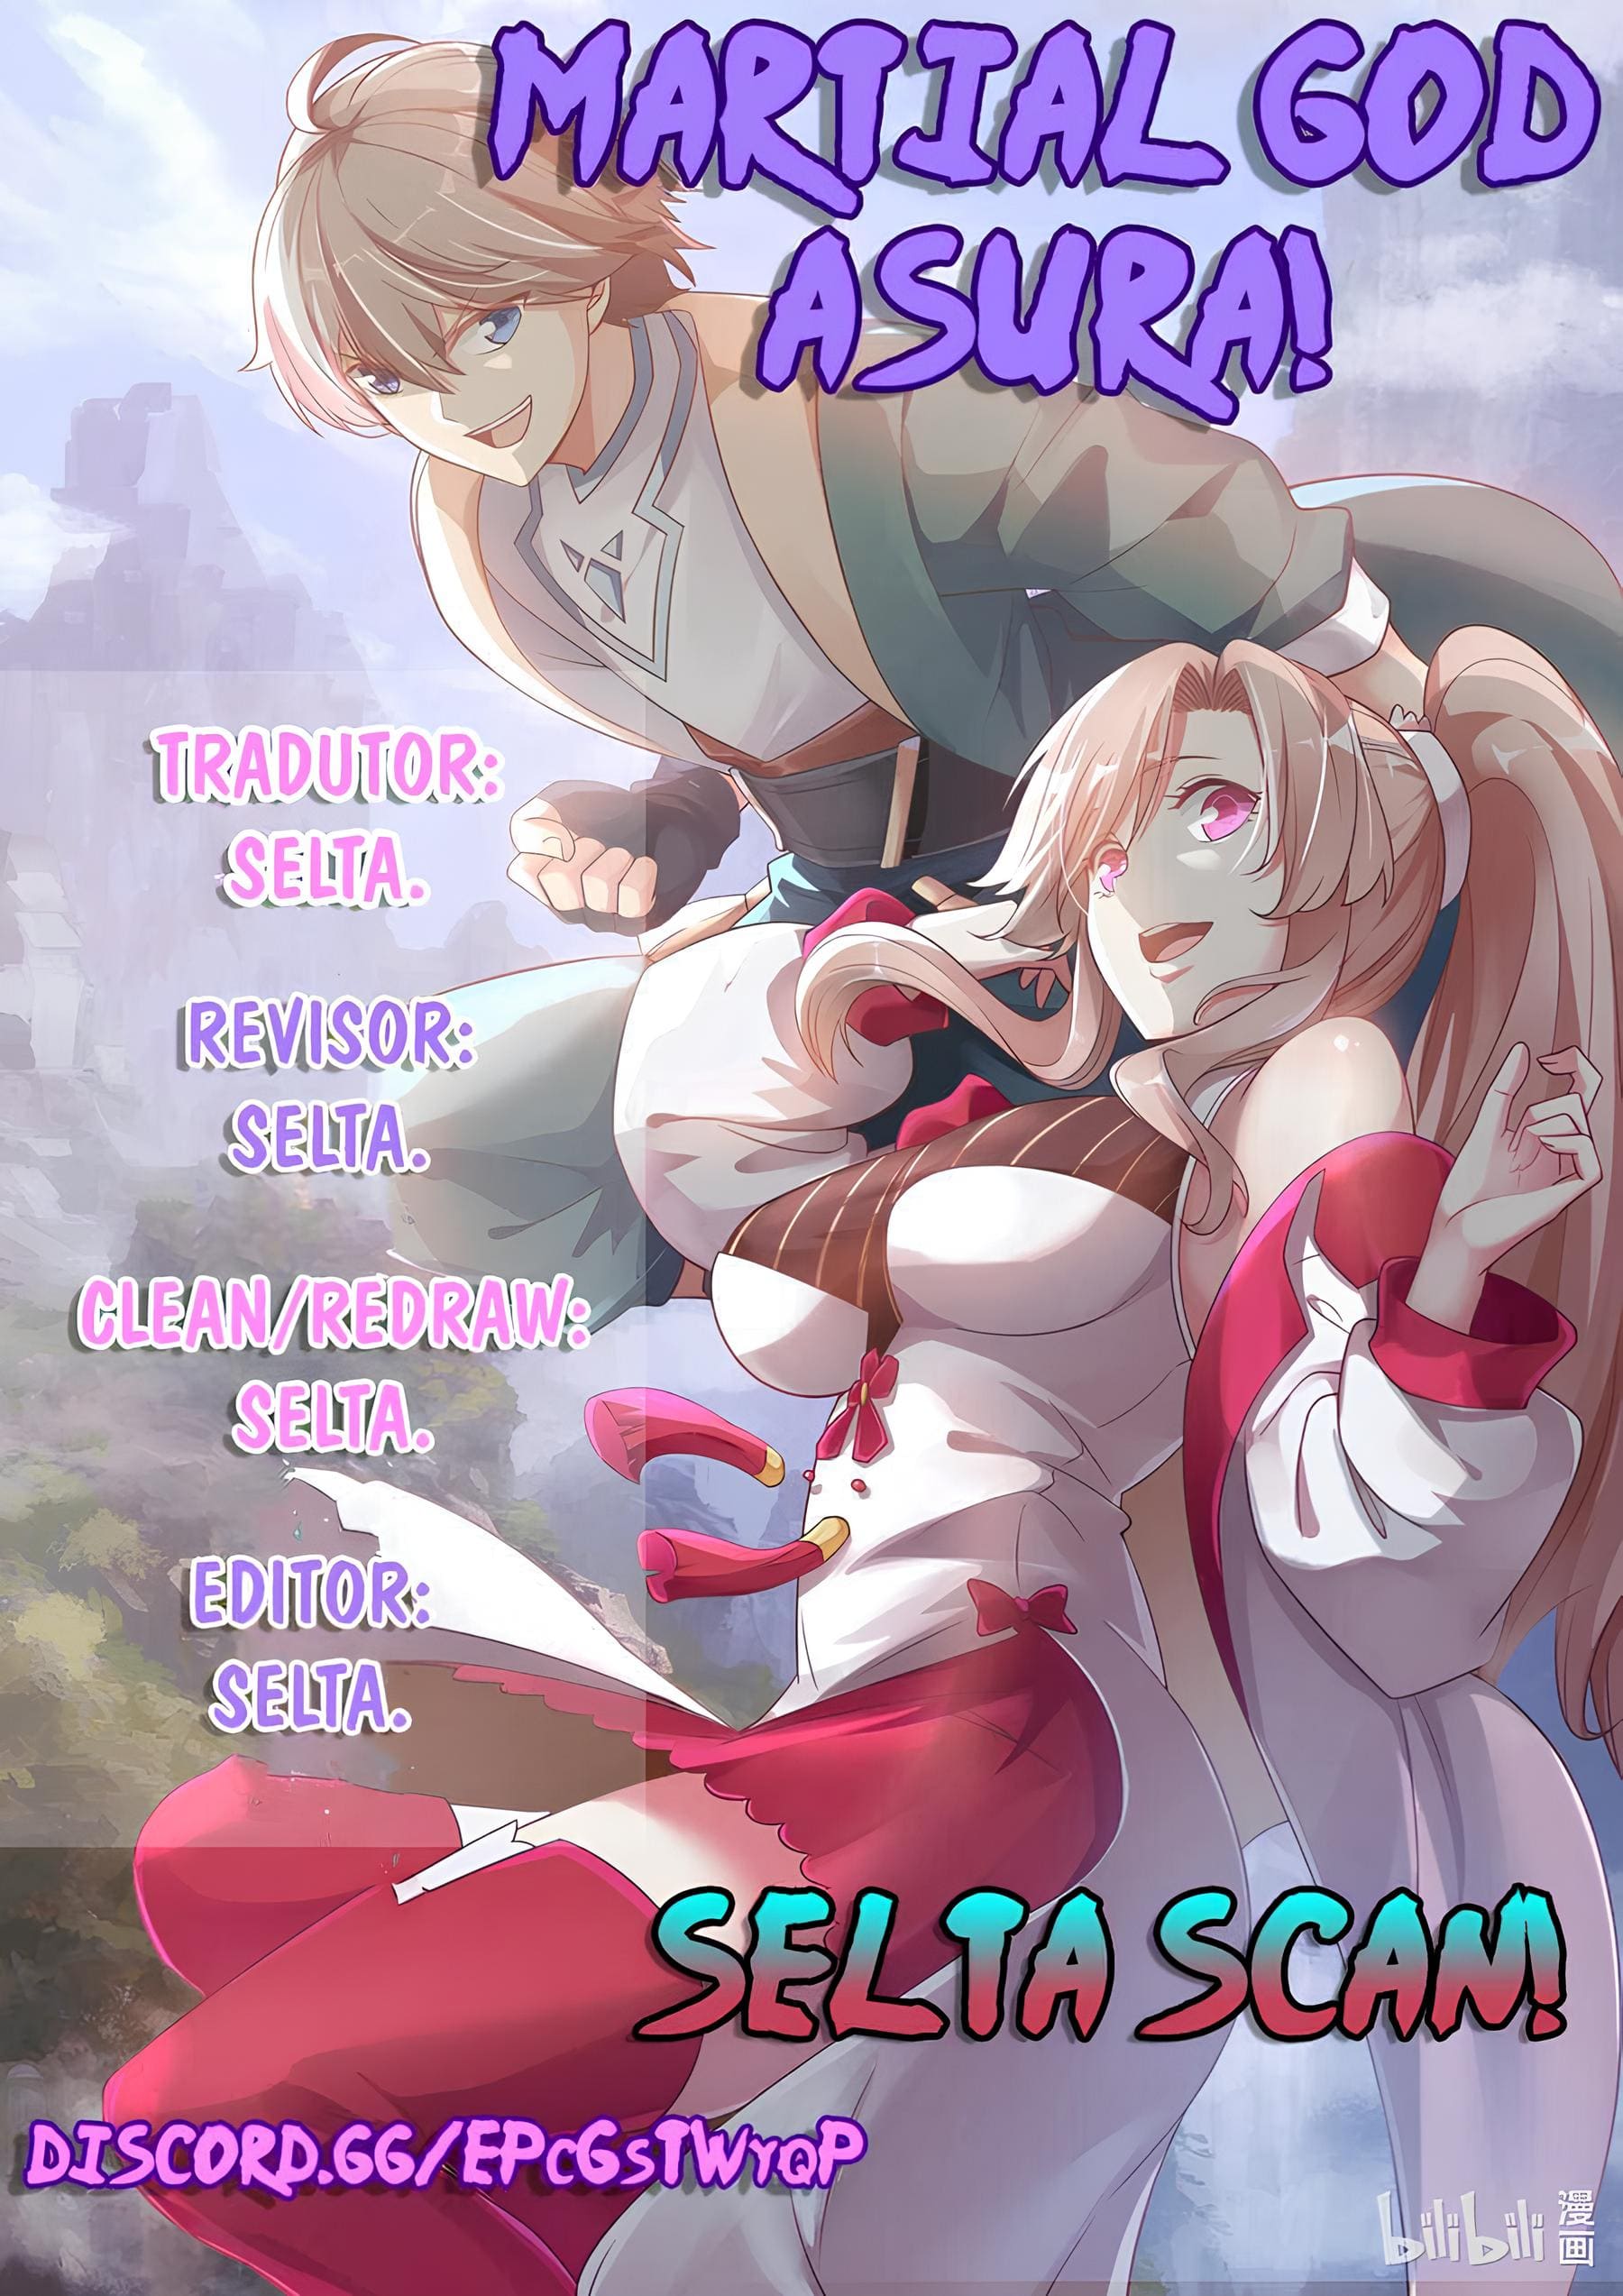 MARTIAL GOD
ASURA!
TRADUTOR:
SELTA.
REVISOR:
SELTA.
CLEAN/REDRAW:
SELTA.
EDITOR:
SELTA.
SELTA SCAN!
DISCORD.GG/EPcGsTWyqP
bilibili 漫画